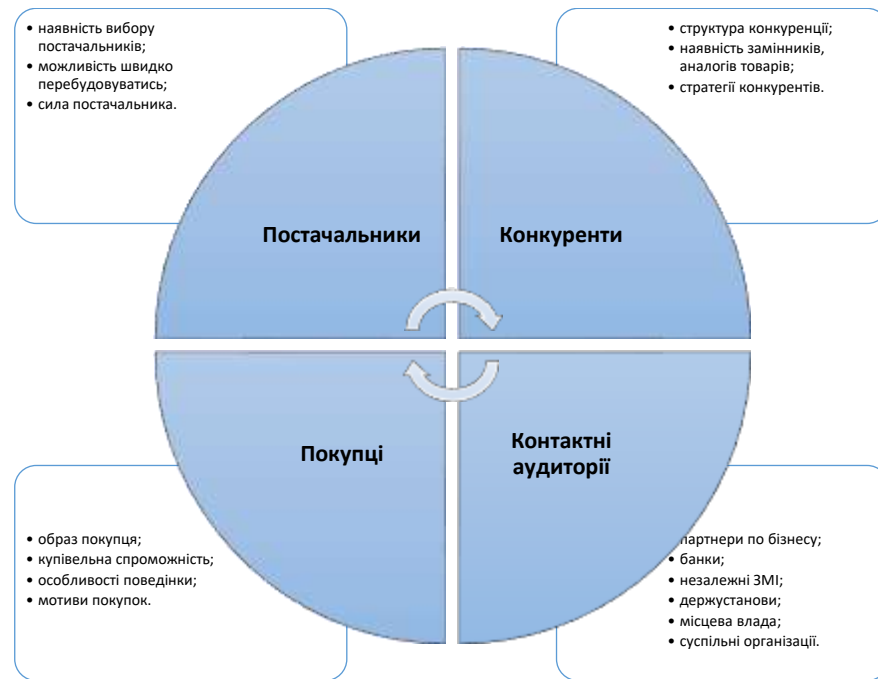 • наявність вибору
постачальників;
• можливість швидко
перебудовуватись;
• сила постачальника.
• структура конкуренції;
• наявність замінників,
аналогів товарів;
• стратегії конкурентів.
Постачальники
Конкуренти
Покупці
Контактні
аудиторії
• образ покупця;
• купівельна спроможність;
• особливості поведінки;
• мотиви покупок.
партнери по бізнесу;
• банки;
• незалежні ЗМІ;
• держустанови;
• місцева влада;
• суспільні організації.